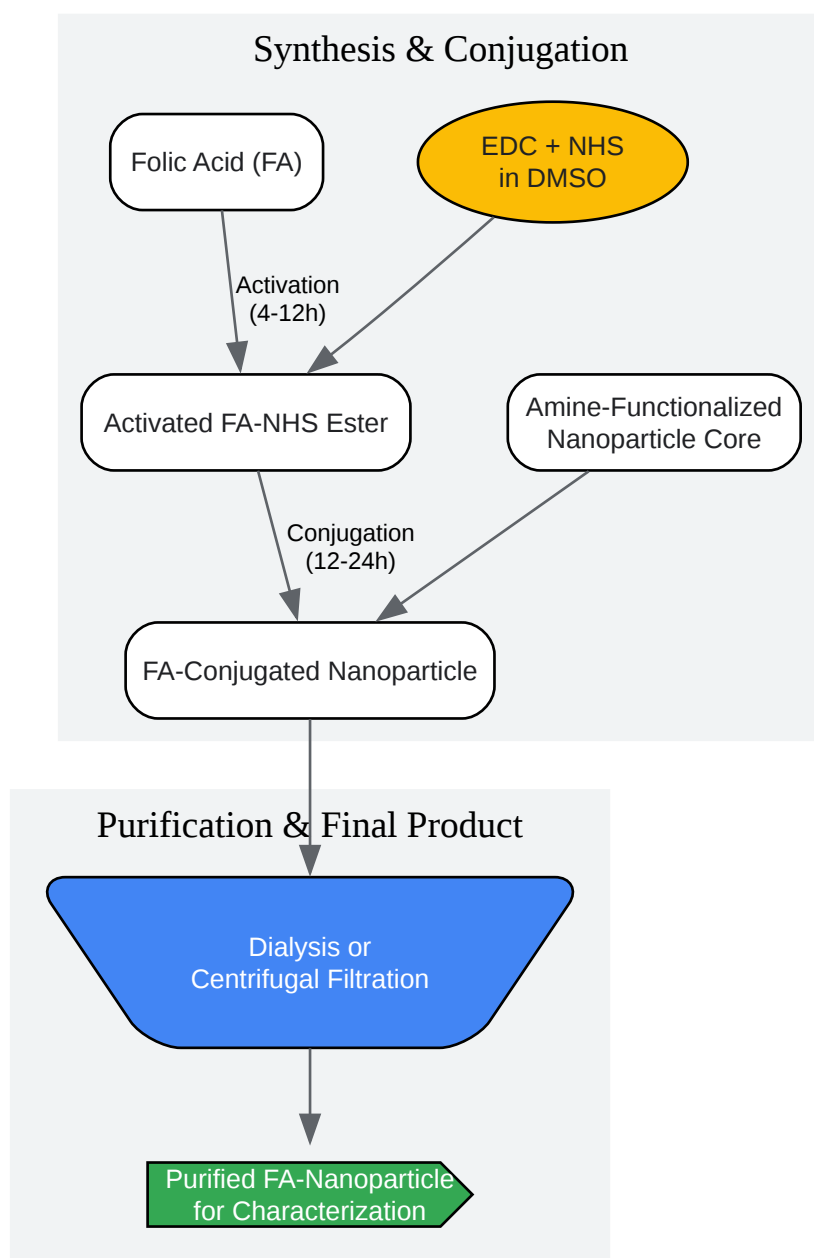 Synthesis & Conjugation
Folic Acid (FA)
EDC + NHS
in DMSO
Activation
(4-12h)
Activated FA-NHS Ester
Amine-Functionalized
Nanoparticle Core
Conjugation
(12-24h)
FA-Conjugated Nanoparticle
Purification & Final Product
Dialysis or
Centrifugal Filtration
Purified FA-Nanoparticle
for Characterization